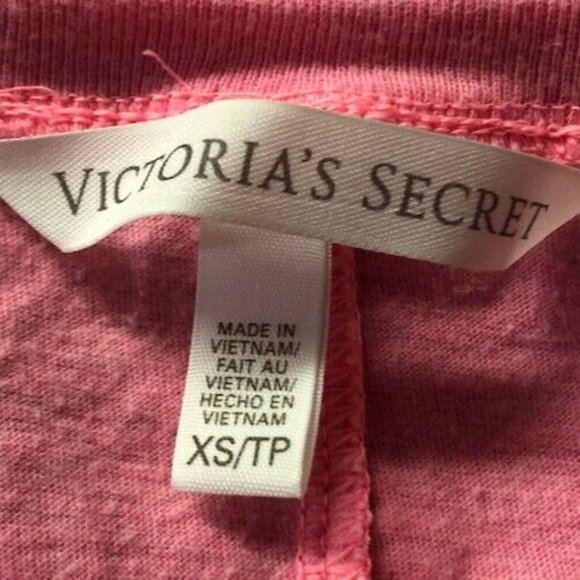 VICTORIA'S SECRET
MADE IN
VIETNAM/
FAIT AU
VIETNAM/
HECHO EN
VIETNAM
XS/TP